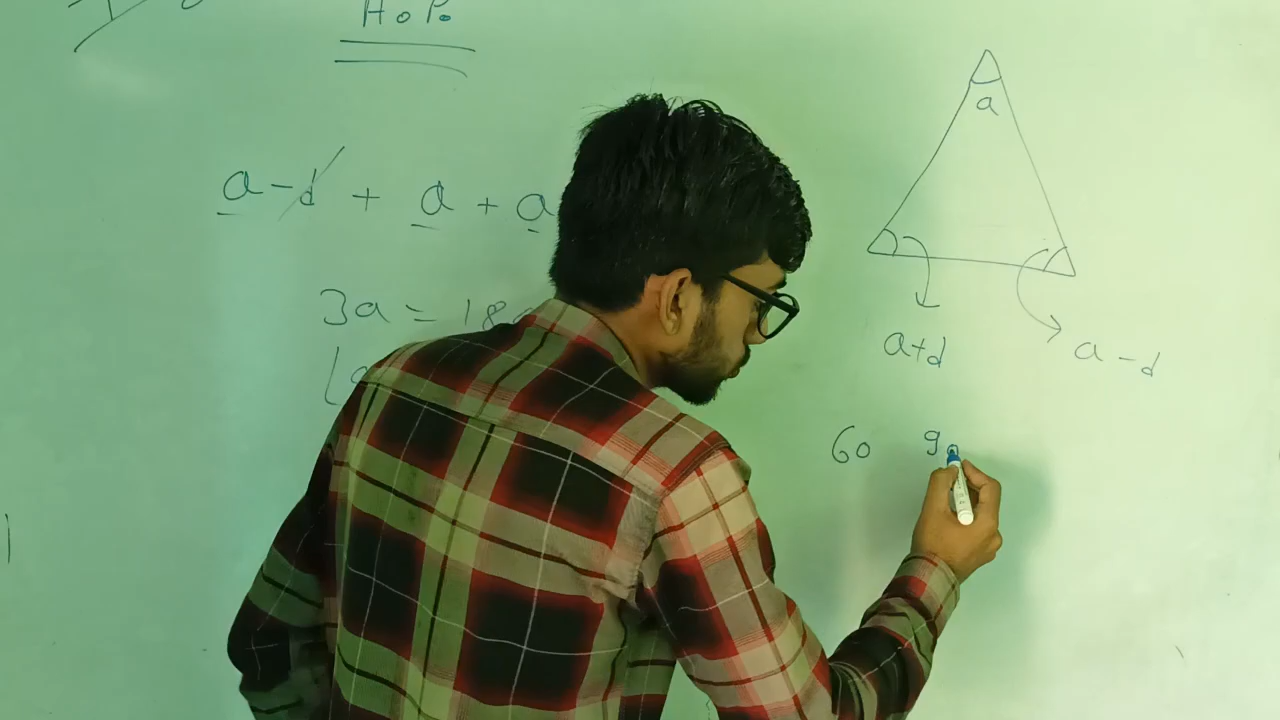 H.P.
a-d + a + a
3a = 18
a
a+d
a-d
60 90